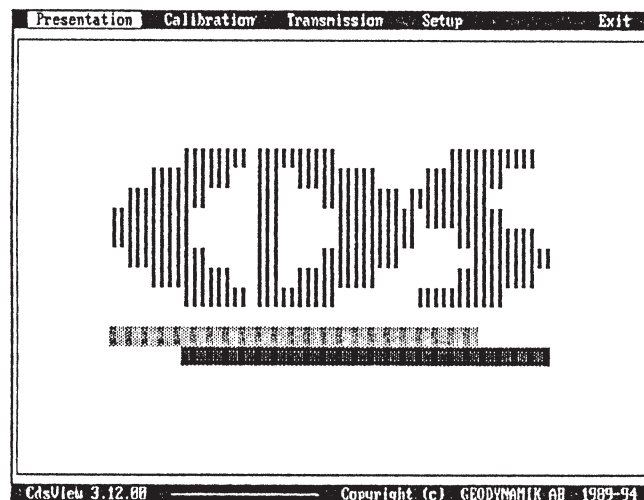 Presentation Calibration Transmission Setup Exit
CDS
CdsView 3.12.00 Copyright (c) GEODYNAMIK AB 1989-94